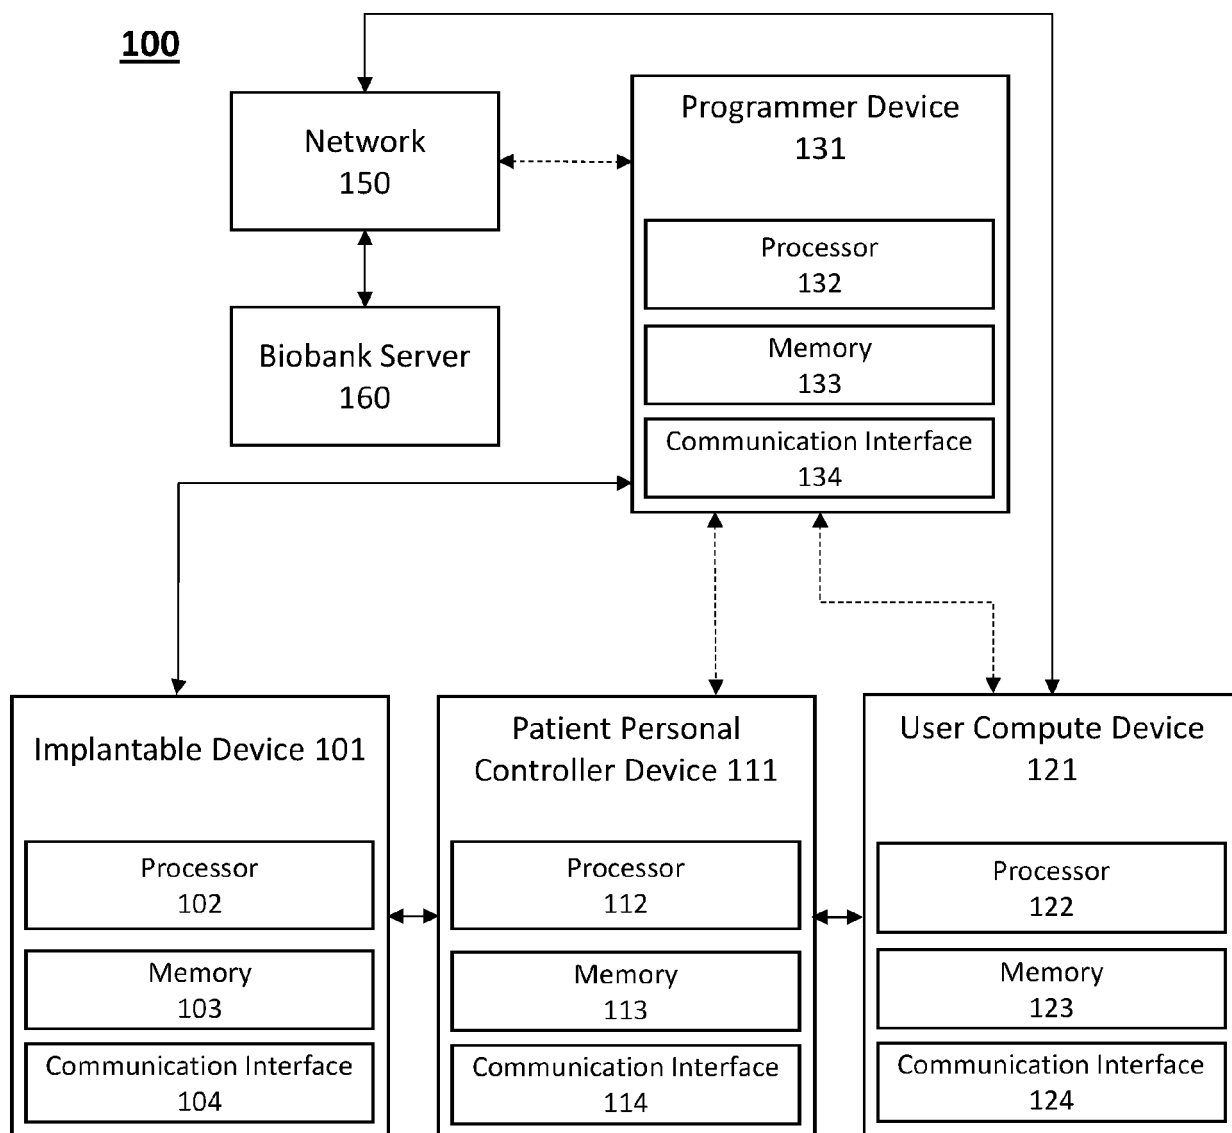 100
Network
150
Biobank Server
160
Programmer Device
131
Processor
132
Memory
133
Communication Interface
134
Implantable Device 101
Processor
102
Memory
103
Communication Interface
104
Patient Personal
Controller Device 111
Processor
112
Memory
113
Communication Interface
114
User Compute Device
121
Processor
122
Memory
123
Communication Interface
124